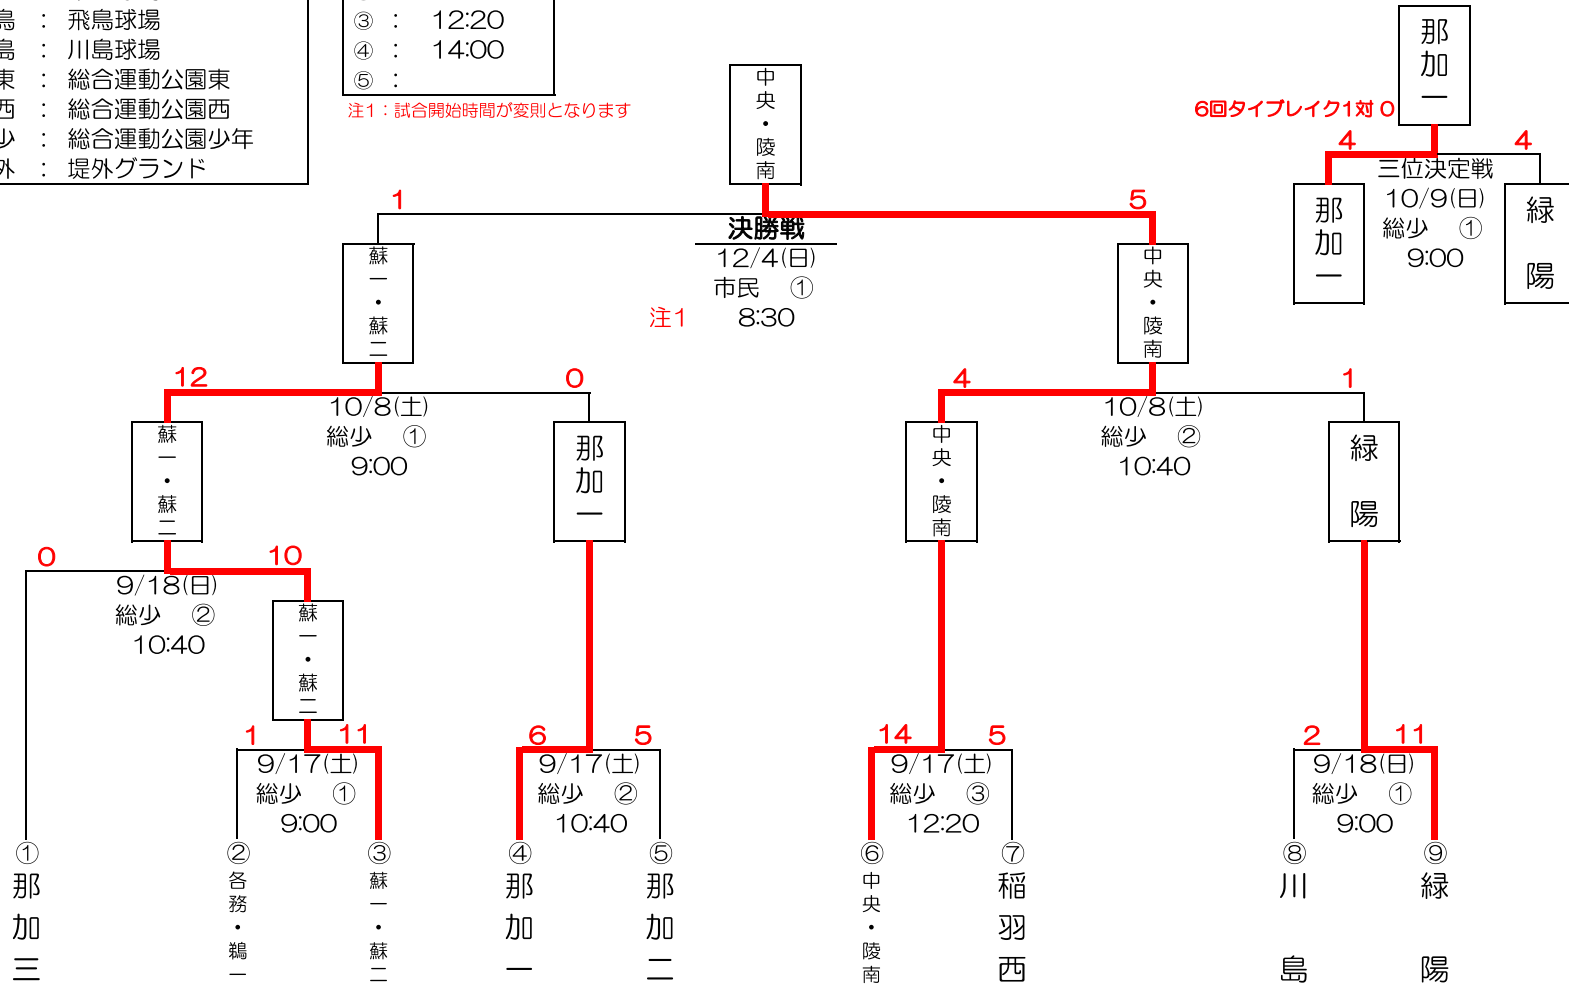 鳥 : 飛鳥球場
島 : 川島球場
東 : 総合運動公園東
西 : 総合運動公園西
少 : 総合運動公園少年
外 : 堤外グランド
③ : 12:20
④ : 14:00
⑤ :
注1：試合開始時間が変則となります
中央・陵南
那加一
6回タイブレイク1対0
4
4
三位決定戦
10/9(日)
総少 ①
9:00
那加一
緑陽
1
5
決勝戦
12/4(日)
市民 ①
注1 8:30
蘇一・蘇二
中央・陵南
12
0
10/8(土)
総少 ①
9:00
4
1
10/8(土)
総少 ②
10:40
蘇一・蘇二
那加一
中央・陵南
緑陽
0
10
9/18(日)
総少 ②
10:40
蘇一・蘇二
1
11
9/17(土)
総少 ①
9:00
6
5
9/17(土)
総少 ②
10:40
14
5
9/17(土)
総少 ③
12:20
2
11
9/18(日)
総少 ①
9:00
①
那加三
②
各務・鵜一
③
蘇一・蘇二
④
那加一
⑤
那加二
⑥
中央・陵南
⑦
稲羽西
⑧
川島
⑨
緑陽